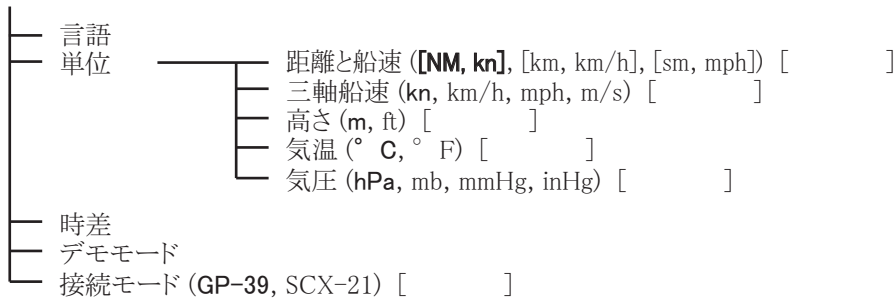 言語
単位
距離と船速 ([NM, kn], [km, km/h], [sm, mph]) [ ]
三軸船速 (kn, km/h, mph, m/s) [ ]
高さ (m, ft) [ ]
気温 (° C, ° F) [ ]
気圧 (hPa, mb, mmHg, inHg) [ ]
時差
デモモード
接続モード (GP-39, SCX-21) [ ]